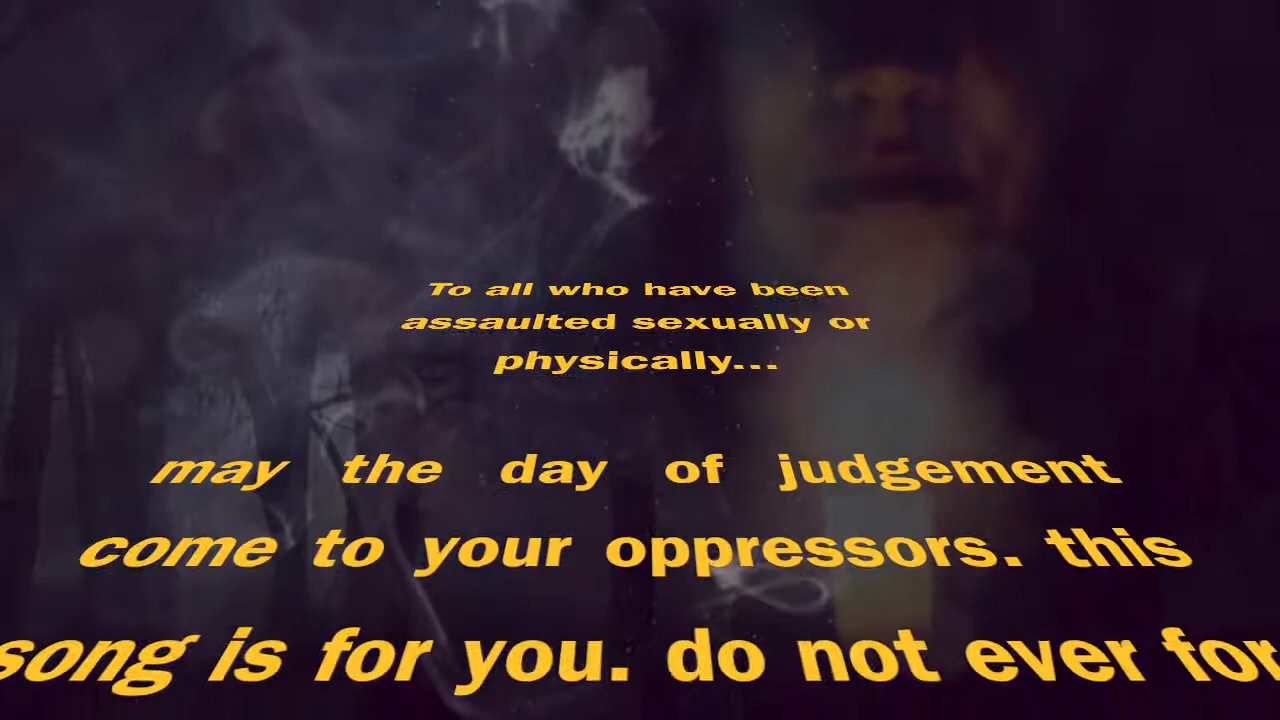 To all who have been
assaulted sexually or
physically...
may the day of judgement
come to your oppressors. this
song is for you. do not ever for